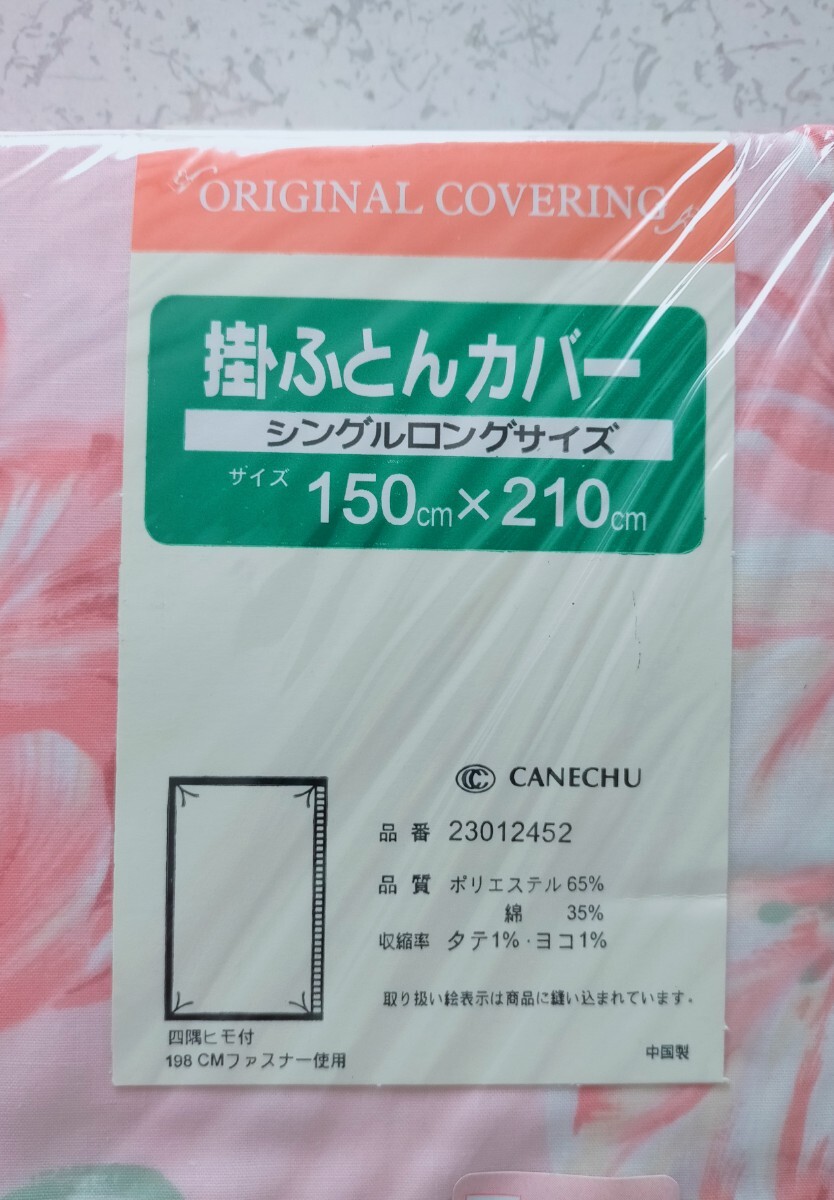 ORIGINAL COVERING
掛ふとんカバー
シングルロングサイズ
サイズ 150cm×210cm
CANECHU
品番 23012452
品質 ポリエステル 65%
綿 35%
収縮率 タテ1%・ヨコ1%
取り扱い絵表示は商品に縫い込まれています.
四隅ヒモ付
198 CMファスナー使用
中国製